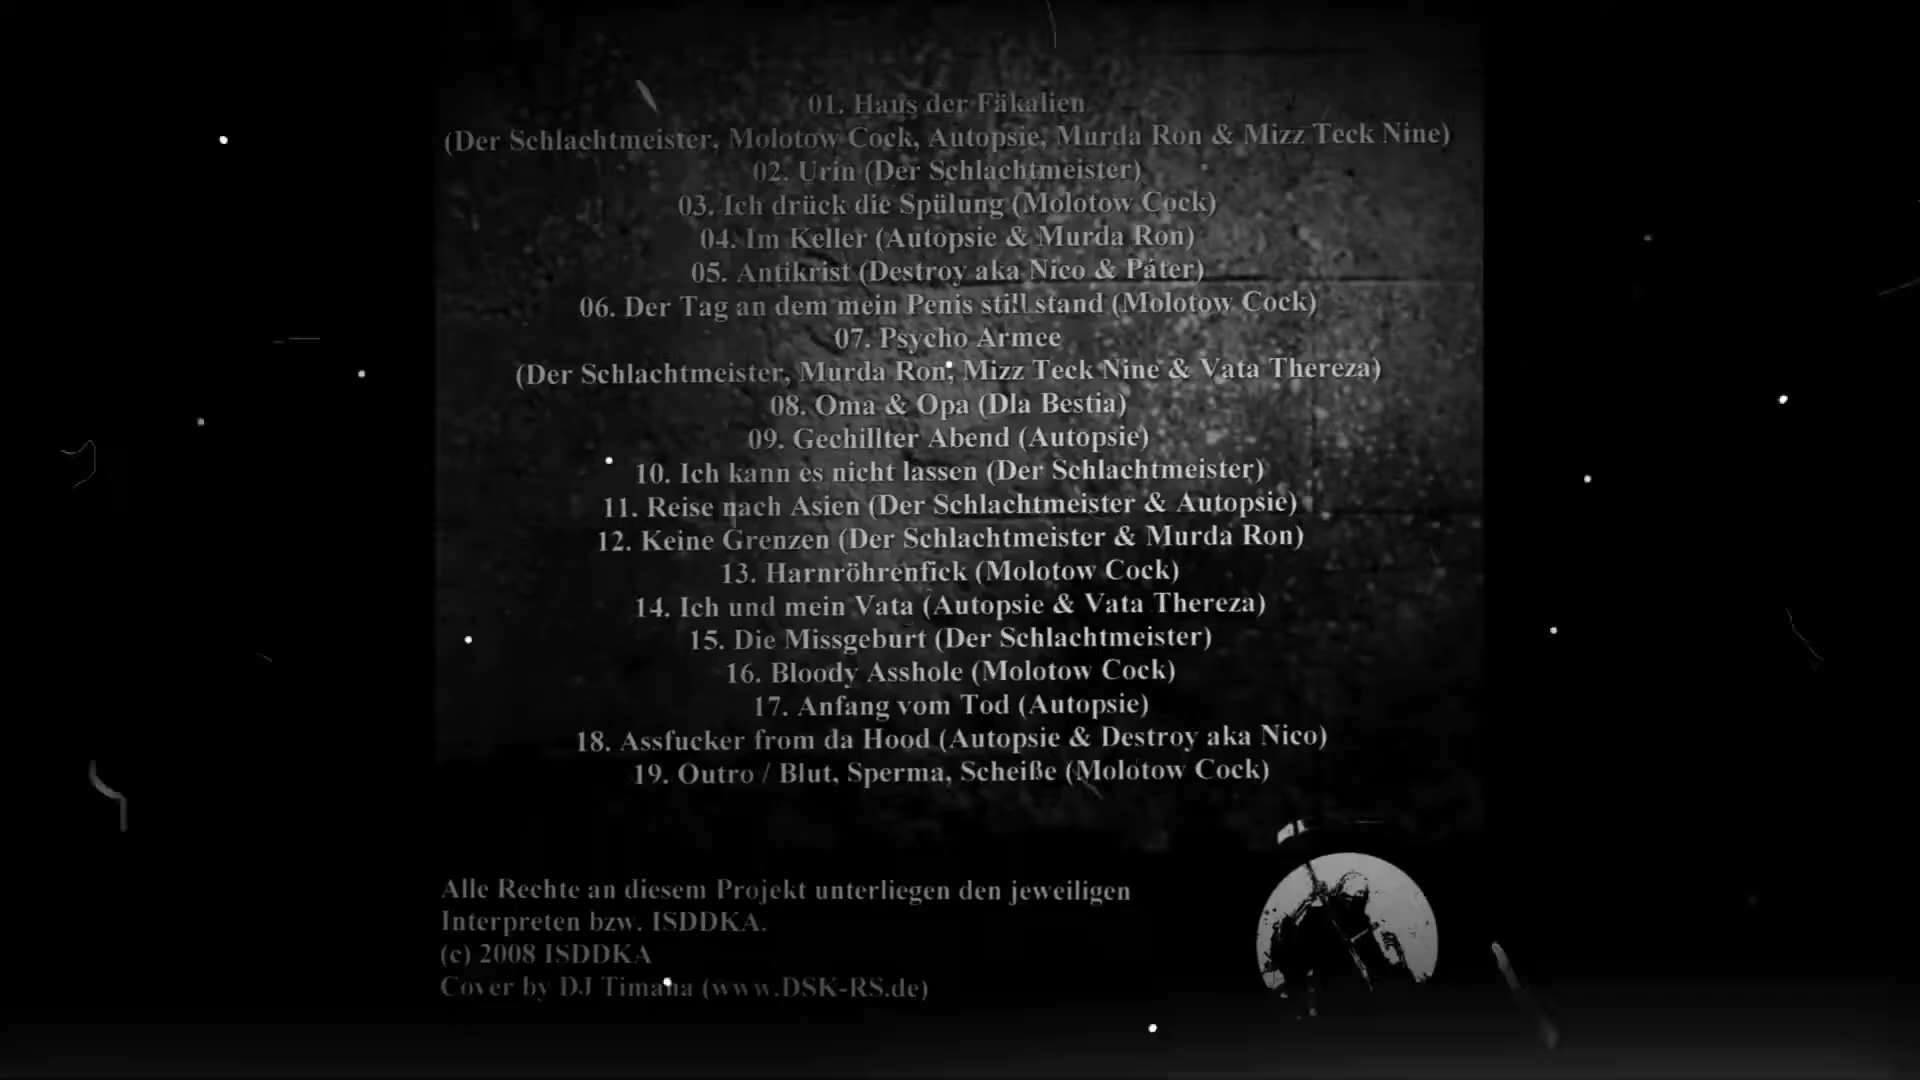 01. Haus der Fäkalien
(Der Schlachtmeister, Molotow Cock, Autopsie, Murda Ron & Mizz Teck Nine)
02. Urin (Der Schlachtmeister)
03. Ich drück die Spülung (Molotow Cock)
04. Im Keller (Autopsie & Murda Ron)
05. Antikrist (Destroy aka Nico & Páter)
06. Der Tag an dem mein Penis still stand (Molotow Cock)
07. Psycho Armee
(Der Schlachtmeister, Murda Ron, Mizz Teck Nine & Vata Thereza)
08. Oma & Opa (Dla Bestia)
09. Gechillter Abend (Autopsie)
10. Ich kann es nicht lassen (Der Schlachtmeister)
11. Reise nach Asien (Der Schlachtmeister & Autopsie)
12. Keine Grenzen (Der Schlachtmeister & Murda Ron)
13. Harnröhrenfick (Molotow Cock)
14. Ich und mein Vata (Autopsie & Vata Thereza)
15. Die Missgeburt (Der Schlachtmeister)
16. Bloody Asshole (Molotow Cock)
17. Anfang vom Tod (Autopsie)
18. Assfucker from da Hood (Autopsie & Destroy aka Nico)
19. Outro / Blut, Sperma, Scheiße (Molotow Cock)
Alle Rechte an diesem Projekt unterliegen den jeweiligen
Interpreten bzw. ISDDKA.
(c) 2008 ISDDKA
Cover by DJ Timaha (www.DSK-RS.de)